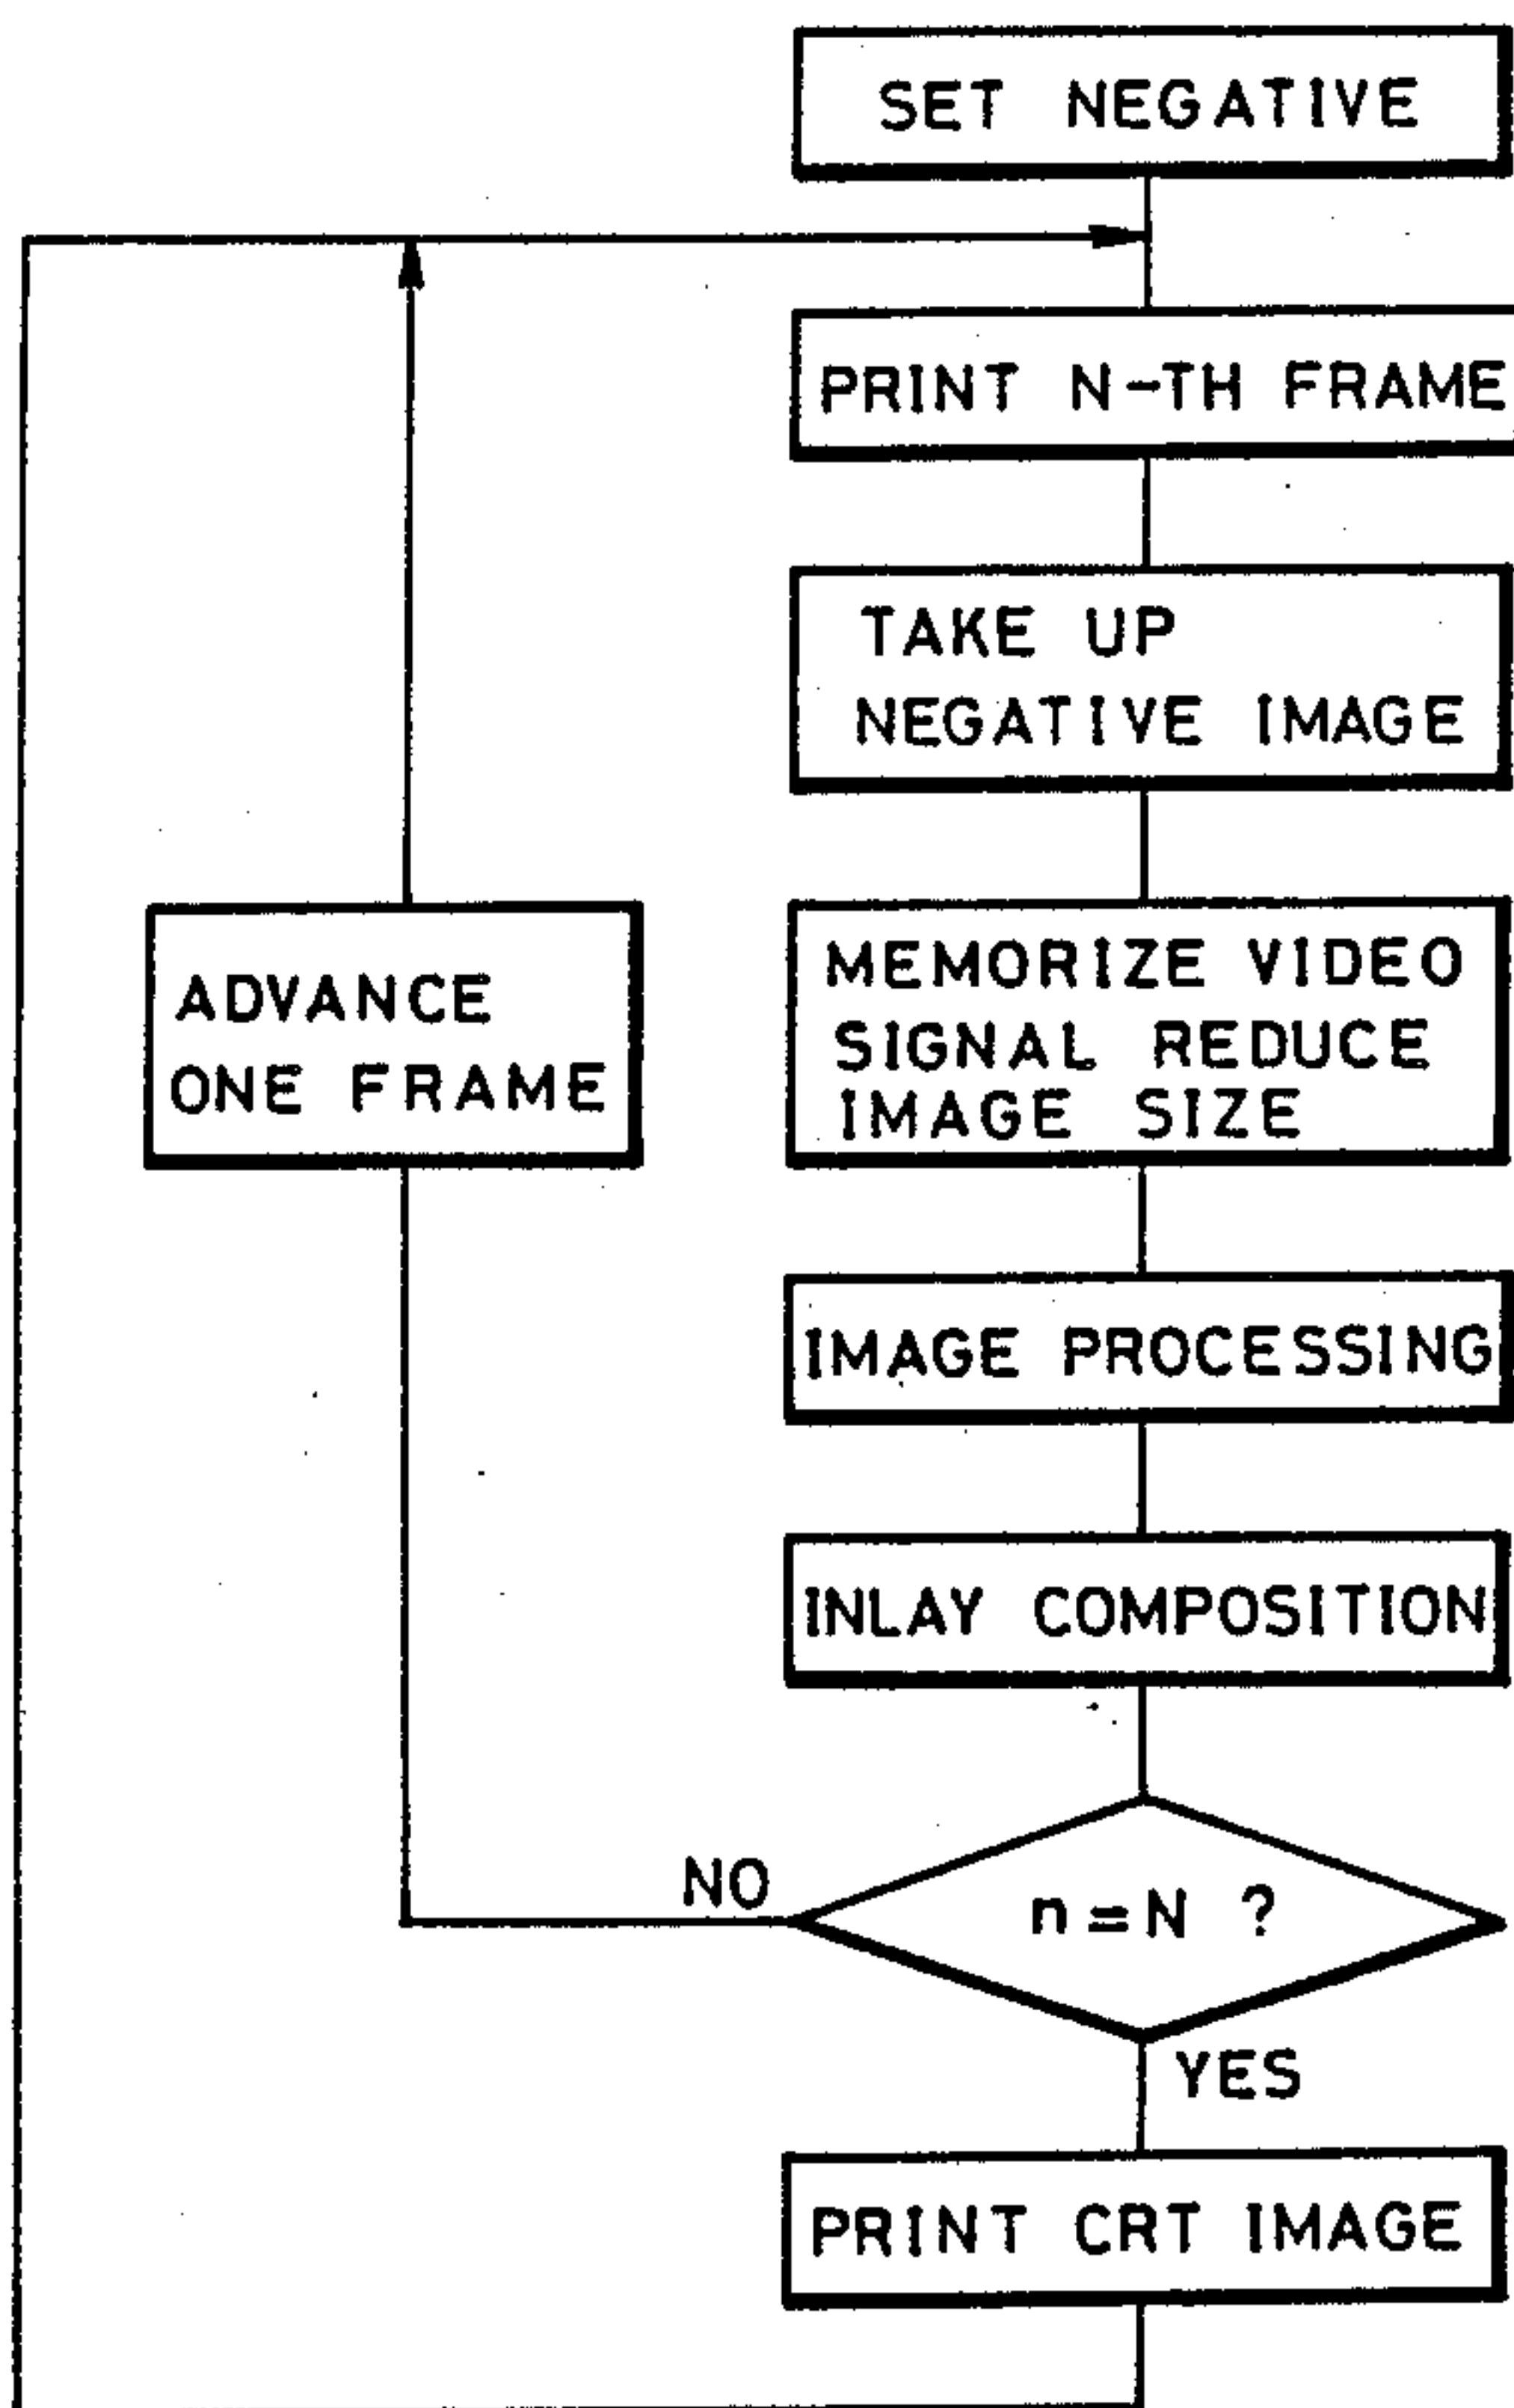 SET NEGATIVE
PRINT N-TH FRAME
TAKE UP
NEGATIVE IMAGE
MEMORIZE VIDEO
SIGNAL REDUCE
IMAGE SIZE
ADVANCE
ONE FRAME
IMAGE PROCESSING
INLAY COMPOSITION
NO
n=N ?
YES
PRINT CRT IMAGE